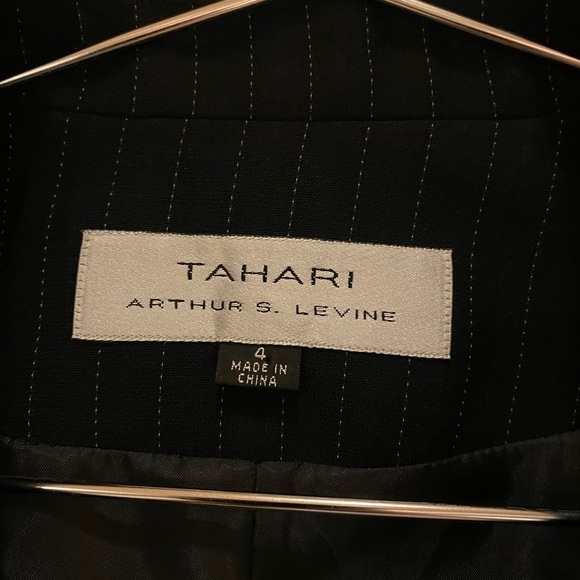 TAHARI
ARTHUR S. LEVINE
4
MADE IN
CHINA